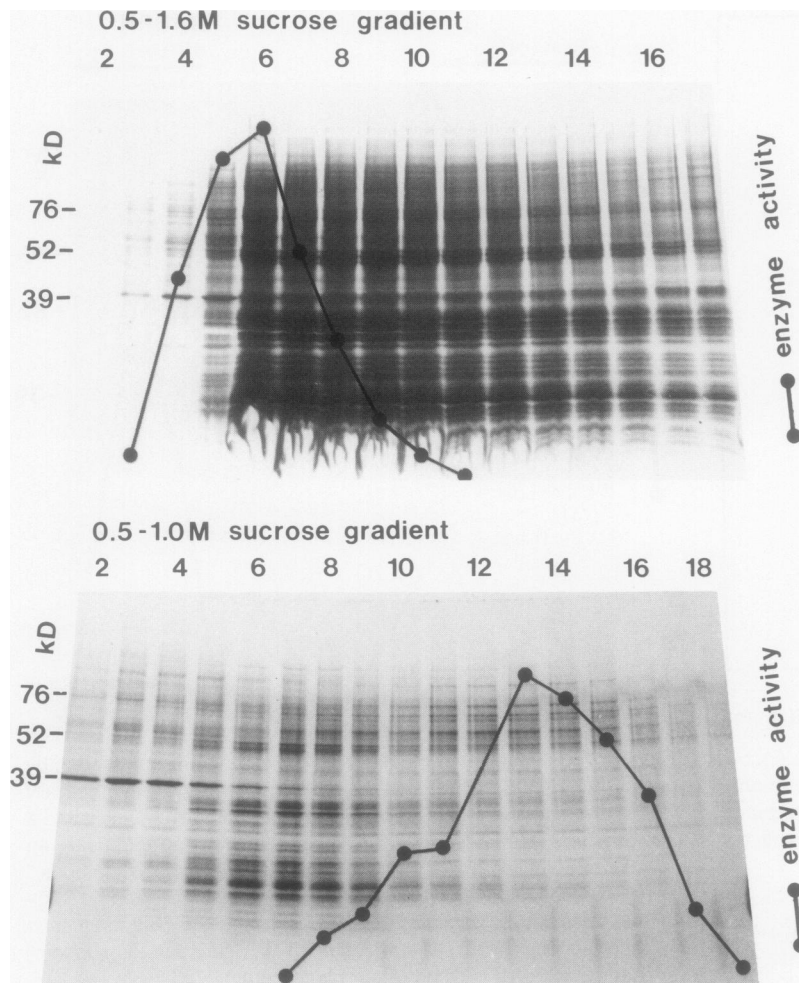 0.5-1.6M sucrose gradient
2 4 6 8 10 12 14 16
kD
76-
52-
39-
enzyme activity
0.5-1.0M sucrose gradient
2 4 6 8 10 12 14 16 18
kD
76-
52-
39-
enzyme activity